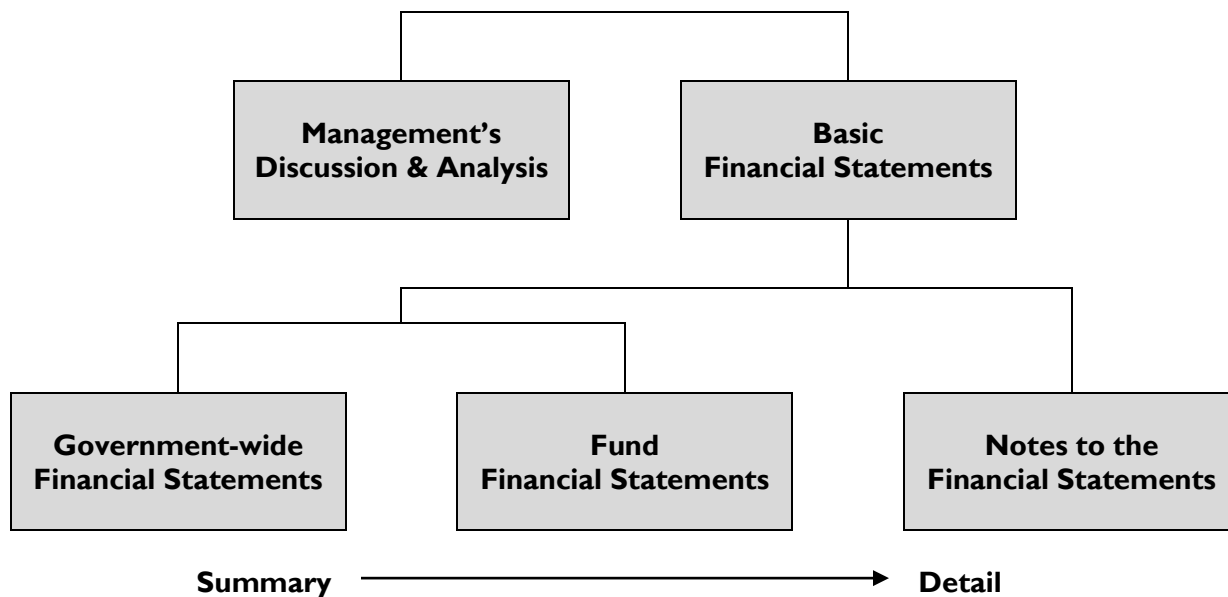 Management’s
Discussion & Analysis
Basic
Financial Statements
Government-wide
Financial Statements
Fund
Financial Statements
Notes to the
Financial Statements
Summary
Detail